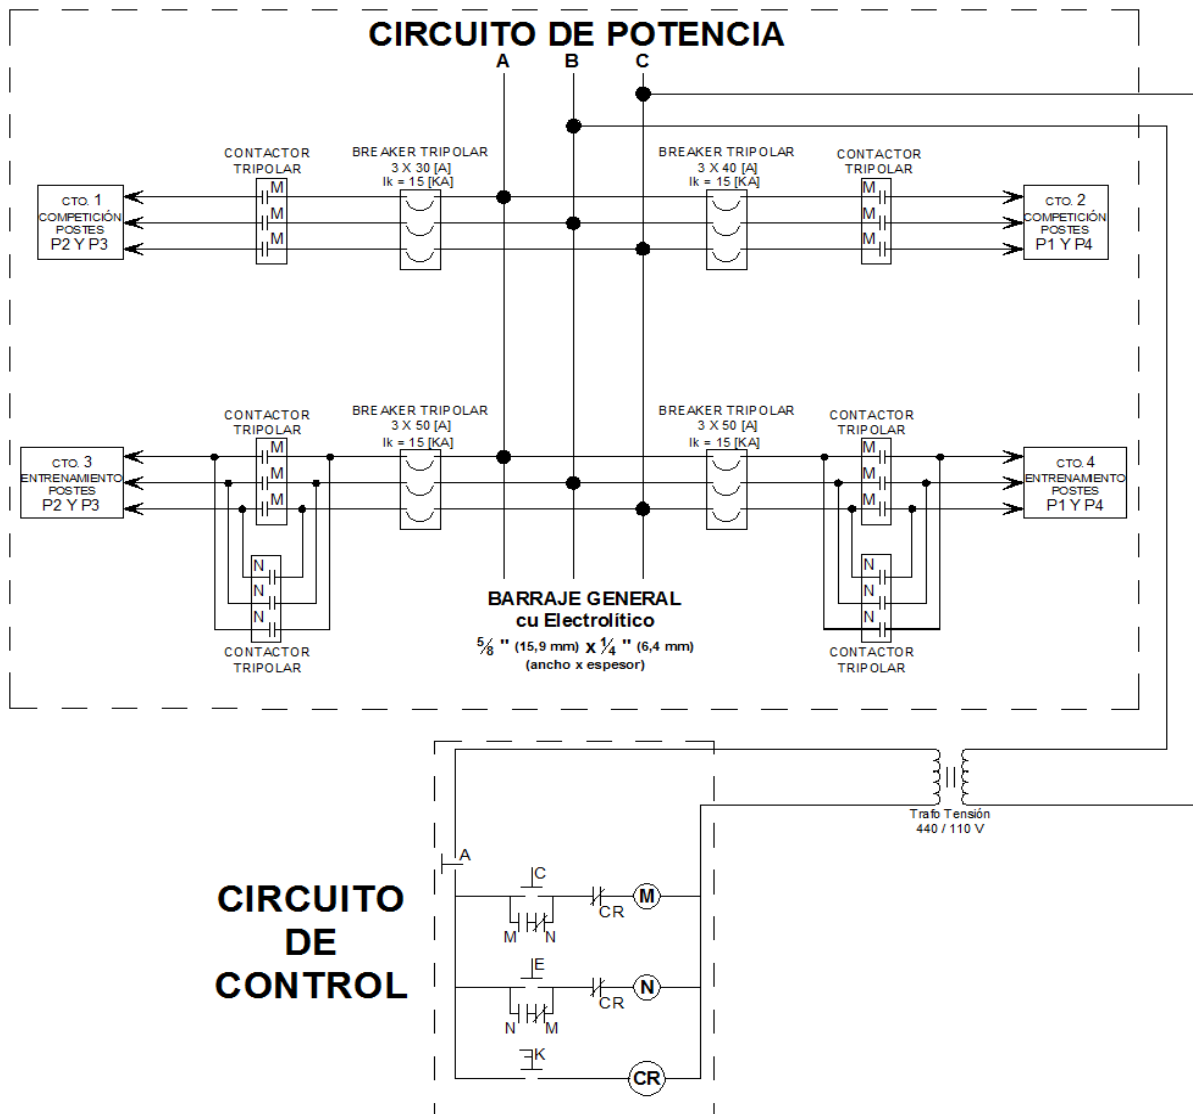 CIRCUITO DE POTENCIA
A B C
CONTACTOR
TRIPOLAR
BREAKER TRIPOLAR
3 X 30 [A]
Ik = 15 [KA]
BREAKER TRIPOLAR
3 X 40 [A]
Ik = 15 [KA]
CONTACTOR
TRIPOLAR
CTO. 1
COMPETICIÓN
POSTES
P2 Y P3
M
M
M
M
M
M
CTO. 2
COMPETICIÓN
POSTES
P1 Y P4
CONTACTOR
TRIPOLAR
BREAKER TRIPOLAR
3 X 50 [A]
Ik = 15 [KA]
BREAKER TRIPOLAR
3 X 50 [A]
Ik = 15 [KA]
CONTACTOR
TRIPOLAR
CTO. 3
ENTRENAMIENTO
POSTES
P2 Y P3
M
M
M
M
M
M
CTO. 4
ENTRENAMIENTO
POSTES
P1 Y P4
N
N
N
CONTACTOR
TRIPOLAR
BARRAJE GENERAL
cu Electrolítico
5/8 " (15,9 mm) x 1/4 " (6,4 mm)
(ancho x espesor)
N
N
N
CONTACTOR
TRIPOLAR
Trafo Tensión
440 / 110 V
CIRCUITO
DE
CONTROL
A
C
M N
CR
M
E
N M
CR
N
K
CR